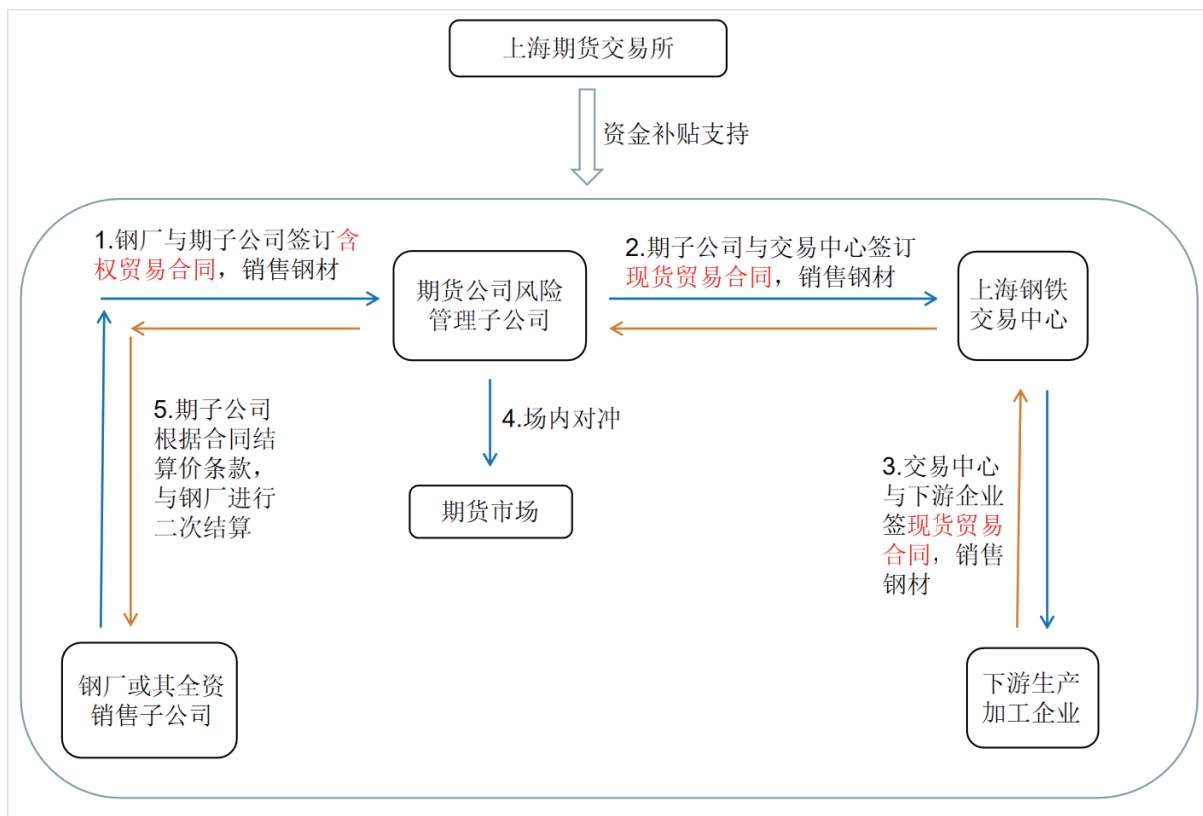 上海期货交易所
资金补贴支持
1.钢厂与期子公司签订含
权贸易合同，销售钢材
期货公司风险
管理子公司
2.期子公司与交易中心签订
现货贸易合同，销售钢材
上海钢铁
交易中心
5.期子公司
根据合同结
算价条款，
与钢厂进行
二次结算
4.场内对冲
期货市场
3.交易中心
与下游企业
签现货贸易
合同，销售
钢材
钢厂或其全资
销售子公司
下游生产
加工企业